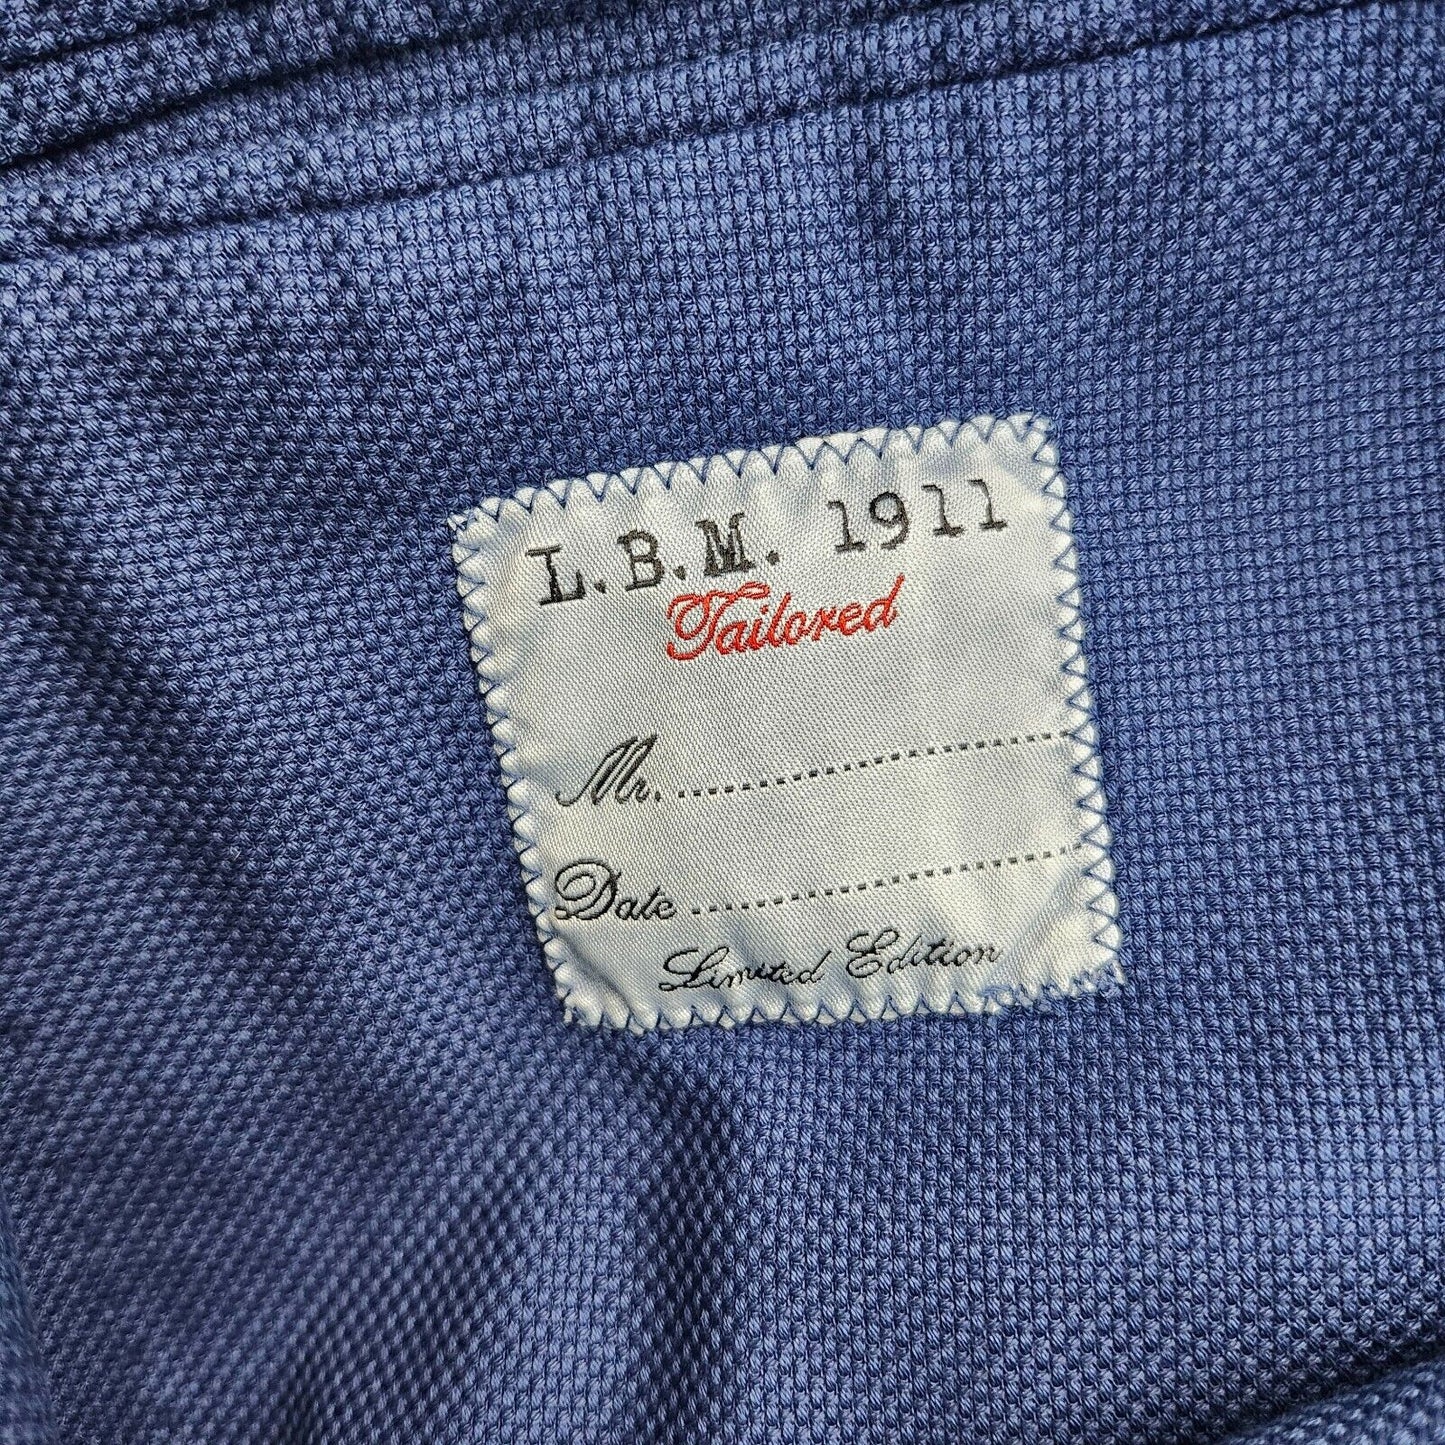 L.B.M. 1911
Tailored
Mr. ........................................
Date ........................................
Limited Edition